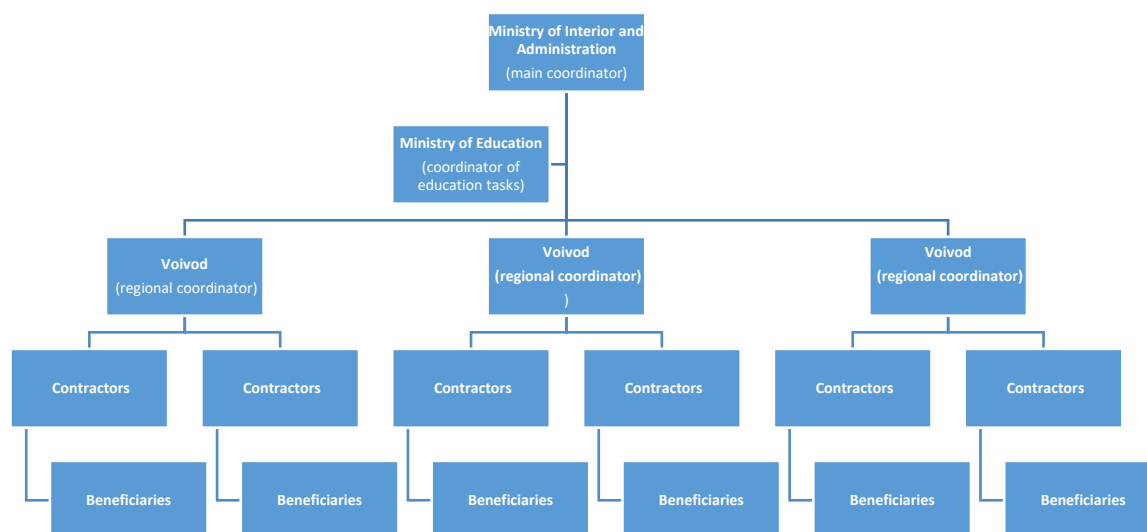 Ministry of Interior and
Administration
(main coordinator)
Ministry of Education
(coordinator of
education tasks)
Voivod
(regional coordinator)
Voivod
(regional coordinator)
)
Voivod
(regional coordinator)
Contractors
Contractors
Contractors
Contractors
Contractors
Contractors
Beneficiaries
Beneficiaries
Beneficiaries
Beneficiaries
Beneficiaries
Beneficiaries